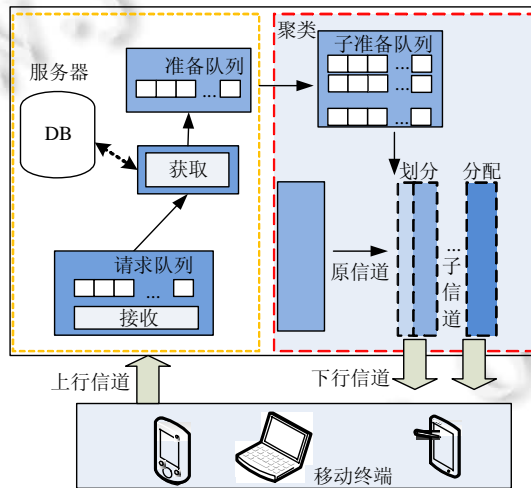 聚类
服务器
准备队列
...
子准备队列
...
...
...
DB
获取
划分
分配
请求队列
...
接收
原信道
...
子信道
上行信道
下行信道
移动终端